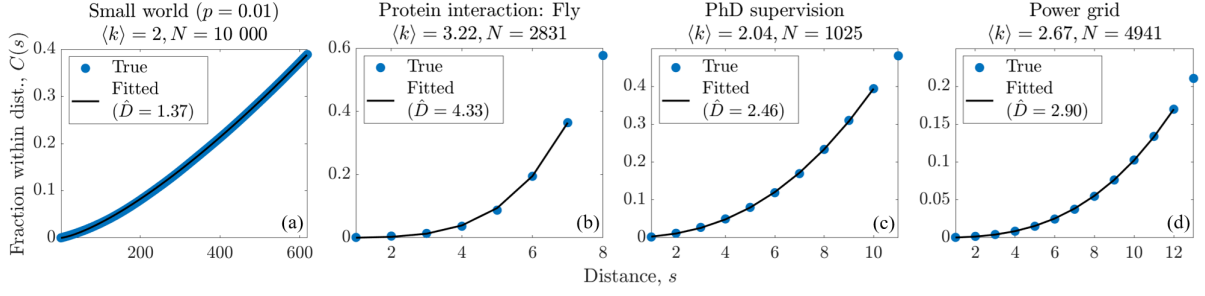 Small world (p = 0.01)
⟨k⟩ = 2, N = 10 000
Fraction within dist., C(s)
0.4
0.3
0.2
0.1
0
True
Fitted
(D̂ = 1.37)
(a)
200
400
600
Protein interaction: Fly
⟨k⟩ = 3.22, N = 2831
0.6
0.4
0.2
0
True
Fitted
(D̂ = 4.33)
(b)
2
4
6
8
PhD supervision
⟨k⟩ = 2.04, N = 1025
0.5
0.4
0.3
0.2
0.1
0
True
Fitted
(D̂ = 2.46)
(c)
2
4
6
8
10
Power grid
⟨k⟩ = 2.67, N = 4941
0.2
0.15
0.1
0.05
0
True
Fitted
(D̂ = 2.90)
(d)
2
4
6
8
10
12
Distance, s